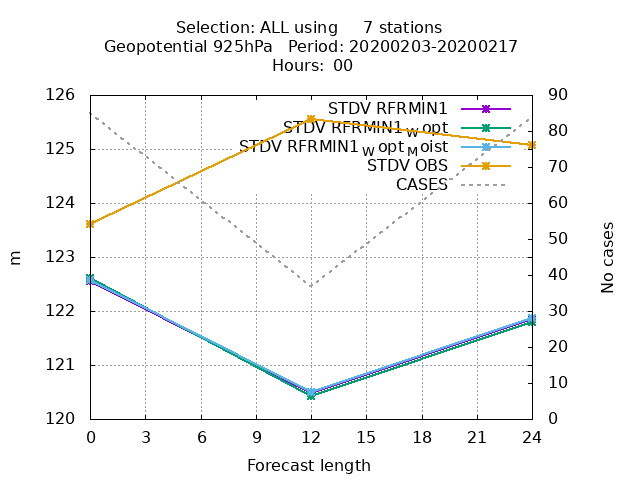 Selection: ALL using     7 stations
Geopotential 925hPa   Period: 20200203-20200217
Hours:  00
126
90
STDV RFRMIN1
STDV RFRMIN1_W opt
STDV RFRMIN1_W opt_M oist
STDV OBS
CASES
125
124
123
122
121
120
80
70
60
50
40
30
20
10
0
m
No cases
0 3 6 9 12 15 18 21 24
Forecast length